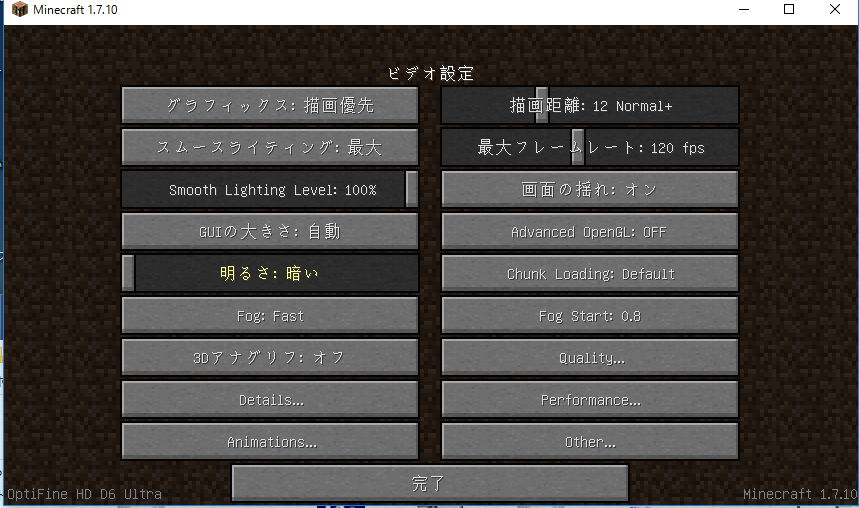 Minecraft 1.7.10
ビデオ設定
グラフィックス: 描画優先
描画距離: 12 Normal+
スムースライティング: 最大
最大フレームレート: 120 fps
Smooth Lighting Level: 100%
画面の揺れ: オン
GUIの大きさ: 自動
Advanced OpenGL: OFF
明るさ: 暗い
Chunk Loading: Default
Fog: Fast
Fog Start: 0.8
3Dアナグリフ: オフ
Quality...
Details...
Performance...
Animations...
Other...
完了
OptiFine HD D6 Ultra
Minecraft 1.7.10